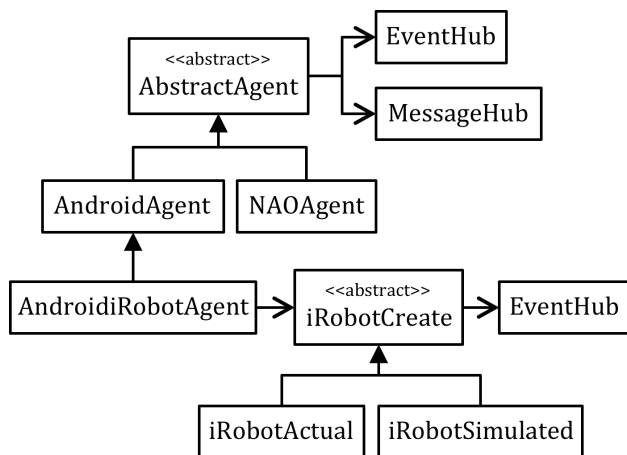 EventHub
<<abstract>>
AbstractAgent
MessageHub
AndroidAgent
NAOAgent
<<abstract>>
AndroidiRobotAgent
iRobotCreate
EventHub
iRobotActual
iRobotSimulated